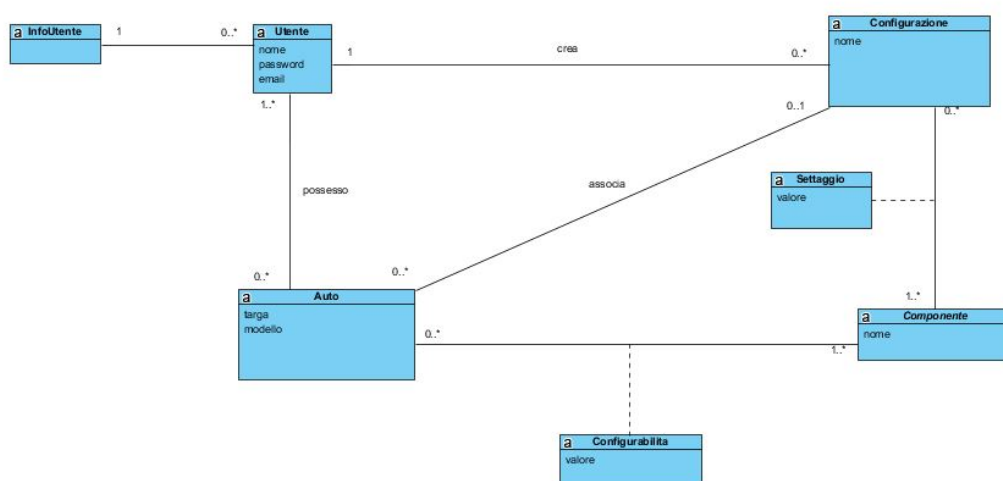 a InfoUtente
1
0..*
a Utente
nome
password
email
1
crea
0..*
a Configurazione
nome
1..*
0..1
0..*
possesso
associa
a Settaggio
valore
0..*
0..*
1..*
a Auto
targa
modello
0..*
1..*
a Componente
nome
a Configurabilita
valore